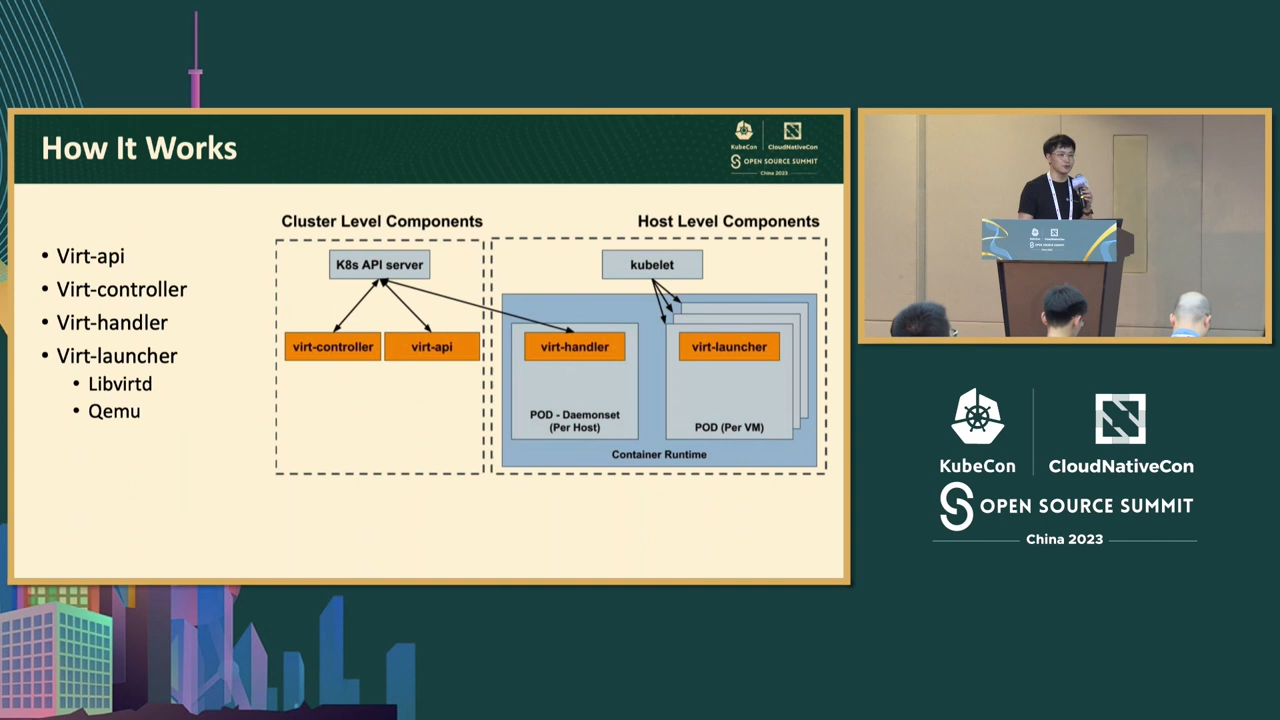 How It Works
KubeCon
CloudNativeCon
OPEN SOURCE SUMMIT
China 2023
• Virt-api
• Virt-controller
• Virt-handler
• Virt-launcher
• Libvirtd
• Qemu
Cluster Level Components
Host Level Components
K8s API server
kubelet
virt-controller
virt-api
virt-handler
virt-launcher
POD - Daemonset
(Per Host)
POD (Per VM)
Container Runtime
KubeCon
CloudNativeCon
OPEN SOURCE SUMMIT
China 2023